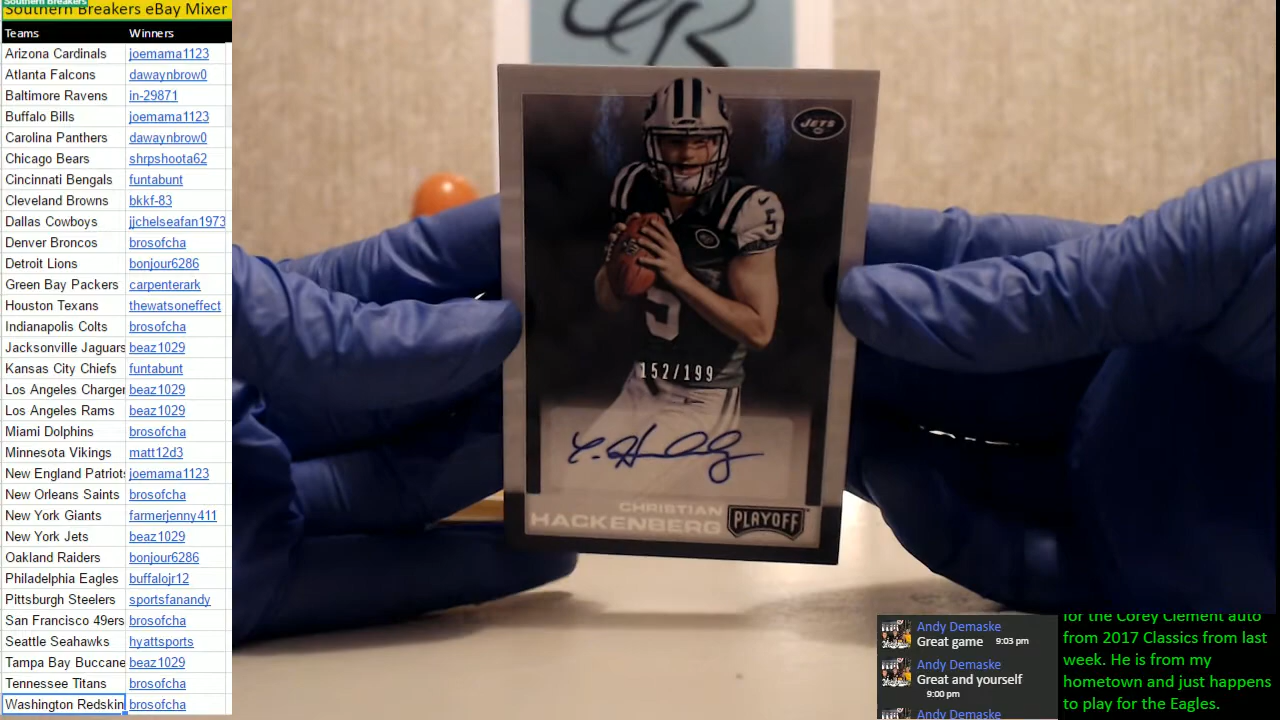 Southern Breakers
Southern Breakers eBay Mixer
Teams Winners
Arizona Cardinals joemama1123
Atlanta Falcons dawaynbrow0
Baltimore Ravens in-29871
Buffalo Bills joemama1123
Carolina Panthers dawaynbrow0
Chicago Bears shrpshoota62
Cincinnati Bengals funtabunt
Cleveland Browns bkkf-83
Dallas Cowboys jjchelseafan1973
Denver Broncos brosofcha
Detroit Lions bonjour6286
Green Bay Packers carpenterark
Houston Texans thewatsoneffect
Indianapolis Colts brosofcha
Jacksonville Jaguars beaz1029
Kansas City Chiefs funtabunt
Los Angeles Charger beaz1029
Los Angeles Rams beaz1029
Miami Dolphins brosofcha
Minnesota Vikings matt12d3
New England Patriots joemama1123
New Orleans Saints brosofcha
New York Giants farmerjenny411
New York Jets beaz1029
Oakland Raiders bonjour6286
Philadelphia Eagles buffalojr12
Pittsburgh Steelers sportsfanandy
San Francisco 49ers brosofcha
Seattle Seahawks hyattsports
Tampa Bay Buccane beaz1029
Tennessee Titans brosofcha
Washington Redskin brosofcha
JETS
5
5
152/199
CHRISTIAN
HACKENBERG
PLAYOFF
Andy Demaske
Great game 9:03 pm
Andy Demaske
Great and yourself
9:00 pm
Andy Demaske
for the Corey Clement auto
from 2017 Classics from last
week. He is from my
hometown and just happens
to play for the Eagles.